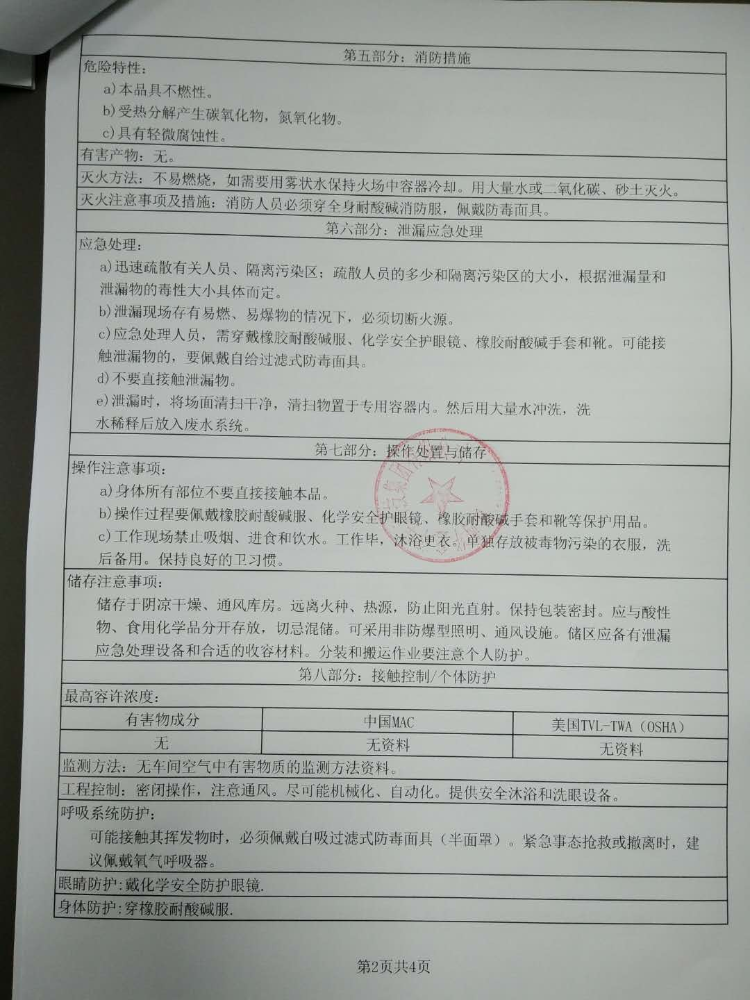 第五部分：消防措施
危险特性：
a)本品具不燃性。
b)受热分解产生碳氧化物，氮氧化物。
c)具有轻微腐蚀性。
有害产物：无。
灭火方法：不易燃烧，如需要用雾状水保持火场中容器冷却。用大量水或二氧化碳、砂土灭火。
灭火注意事项及措施：消防人员必须穿全身耐酸碱消防服，佩戴防毒面具。
第六部分：泄漏应急处理
应急处理：
a)迅速疏散有关人员、隔离污染区；疏散人员的多少和隔离污染区的大小，根据泄漏量和
泄漏物的毒性大小具体而定。
b)泄漏现场存有易燃、易爆物的情况下，必须切断火源。
c)应急处理人员，需穿戴橡胶耐酸碱服、化学安全护眼镜、橡胶耐酸碱手套和靴。可能接
触泄漏物的，要佩戴自给过滤式防毒面具。
d)不要直接触泄漏物。
e)泄漏时，将场面清扫干净，清扫物置于专用容器内。然后用大量水冲洗，洗
水稀释后放入废水系统。
第七部分：操作处置与储存
操作注意事项：
a)身体所有部位不要直接接触本品。
b)操作过程要佩戴橡胶耐酸碱服、化学安全护眼镜、橡胶耐酸碱手套和靴等保护用品。
c)工作现场禁止吸烟、进食和饮水。工作毕，沐浴更衣。单独存放被毒物污染的衣服，洗
后备用。保持良好的卫习惯。
储存注意事项：
储存于阴凉干燥、通风库房。远离火种、热源，防止阳光直射。保持包装密封。应与酸性
物、食用化学品分开存放，切忌混储。可采用非防爆型照明、通风设施。储区应备有泄漏
应急处理设备和合适的收容材料。分装和搬运作业要注意个人防护。
第八部分：接触控制/个体防护
最高容许浓度：
有害物成分 中国MAC 美国TVL-TWA（OSHA）
无 无资料 无资料
监测方法：无车间空气中有害物质的监测方法资料。
工程控制：密闭操作，注意通风。尽可能机械化、自动化。提供安全沐浴和洗眼设备。
呼吸系统防护：
可能接触其挥发物时，必须佩戴自吸过滤式防毒面具（半面罩）。紧急事态抢救或撤离时，建
议佩戴氧气呼吸器。
眼睛防护:戴化学安全防护眼镜.
身体防护:穿橡胶耐酸碱服.
第2页共4页